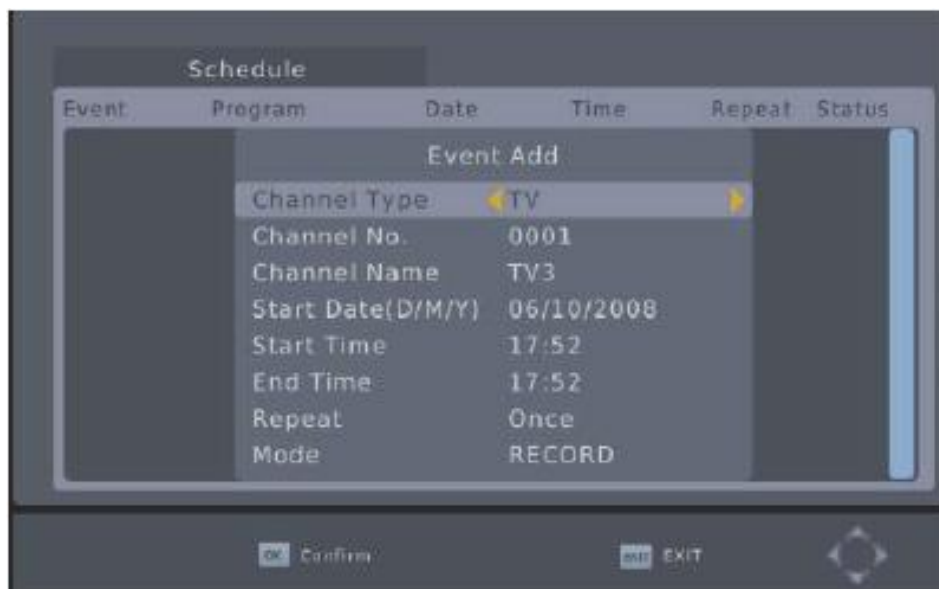 Schedule
Event Program Date Time Repeat Status
Event Add
Channel Type TV
Channel No. 0001
Channel Name TV3
Start Date(D/M/Y) 06/10/2008
Start Time 17:52
End Time 17:52
Repeat Once
Mode RECORD
OK Confirm EXIT EXIT